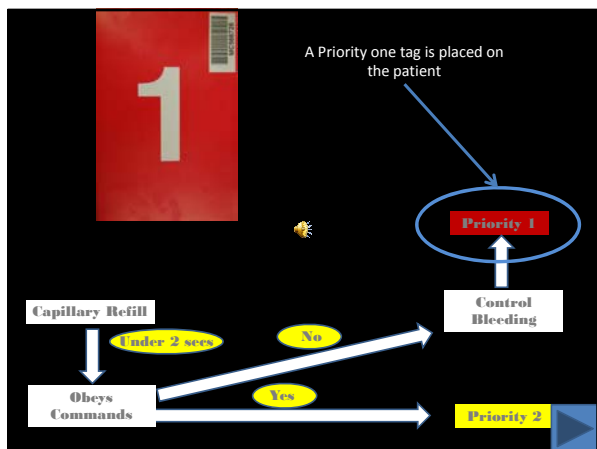 1
A Priority one tag is placed on
the patient
Priority 1
Capillary Refill
Control
Bleeding
Under 2 secs
No
Obeys
Commands
Yes
Priority 2